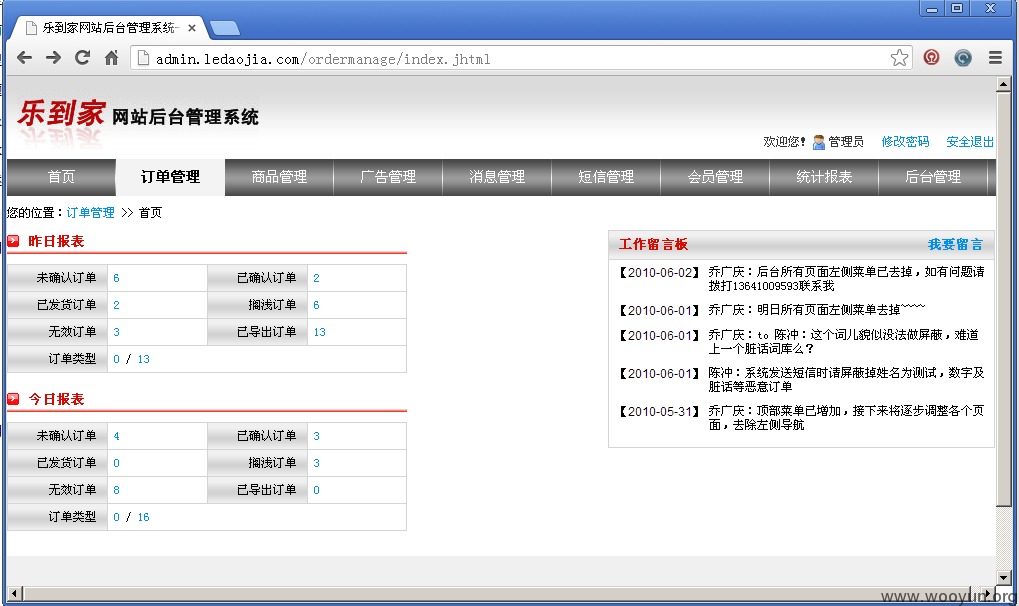 乐到家网站后台管理系统-
admin.ledaojia.com/ordermanage/index.jhtml
乐到家 网站后台管理系统
欢迎您! 管理员 修改密码 安全退出
首页 订单管理 商品管理 广告管理 消息管理 短信管理 会员管理 统计报表 后台管理
您的位置:订单管理 >> 首页
昨日报表
未确认订单 6 已确认订单 2
已发货订单 2 搁浅订单 6
无效订单 3 已导出订单 13
订单类型 0 / 13
今日报表
未确认订单 4 已确认订单 3
已发货订单 0 搁浅订单 3
无效订单 8 已导出订单 0
订单类型 0 / 16
工作留言板 我要留言
【2010-06-02】 乔广庆:后台所有页面左侧菜单已去掉,如有问题请
拨打13641009593联系我
【2010-06-01】 乔广庆:明日所有页面左侧菜单去掉~~~~
【2010-06-01】 乔广庆:to 陈冲:这个词儿貌似没法做屏蔽,难道
上一个脏话词库么?
【2010-06-01】 陈冲:系统发送短信时请屏蔽掉姓名为测试,数字及
脏话等恶意订单
【2010-05-31】 乔广庆:顶部菜单已增加,接下来将逐步调整各个页
面,去除左侧导航
www.wooyun.org